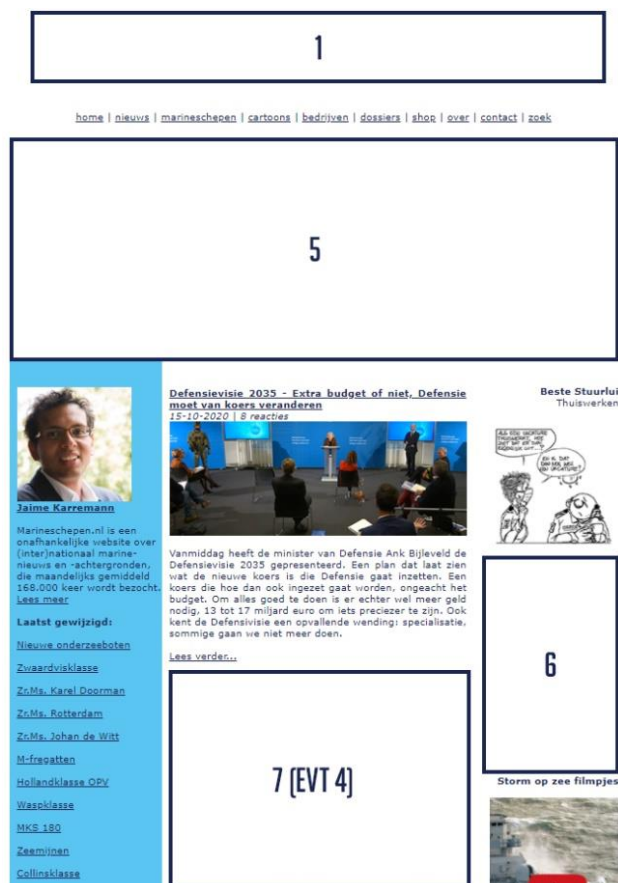 1
home | nieuws | marineschepen | cartoons | bedrijven | dossiers | shop | over | contact | zoek
5
Jaime Karremann
Marineschepen.nl is een
onafhankelijke website over
(inter)nationaal marine-
nieuws en -achtergronden,
die maandelijks gemiddeld
168.000 keer wordt bezocht.
Lees meer
Laatst gewijzigd:
Nieuwe onderzeeboten
Zwaardvisklasse
Zr.Ms. Karel Doorman
Zr.Ms. Rotterdam
Zr.Ms. Johan de Witt
M-fregatten
Hollandklasse OPV
Waspklasse
MKS 180
Zeemijnen
Collinsklasse
Defensievisie 2035 - Extra budget of niet, Defensie
moet van koers veranderen
15-10-2020 | 8 reacties
Vanmiddag heeft de minister van Defensie Ank Bijleveld de
Defensievisie 2035 gepresenteerd. Een plan dat laat zien
wat de nieuwe koers is die Defensie gaat inzetten. Een
koers die hoe dan ook ingezet gaat worden, ongeacht het
budget. Om alles goed te doen is er echter wel meer geld
nodig, 13 tot 17 miljard euro om iets preciezer te zijn. Ook
kent de Defensivisie een opvallende wending: specialisatie,
sommige gaan we niet meer doen.
Lees verder...
7 (EVT 4)
Beste Stuurlui
Thuiswerken
6
Storm op zee filmpjes